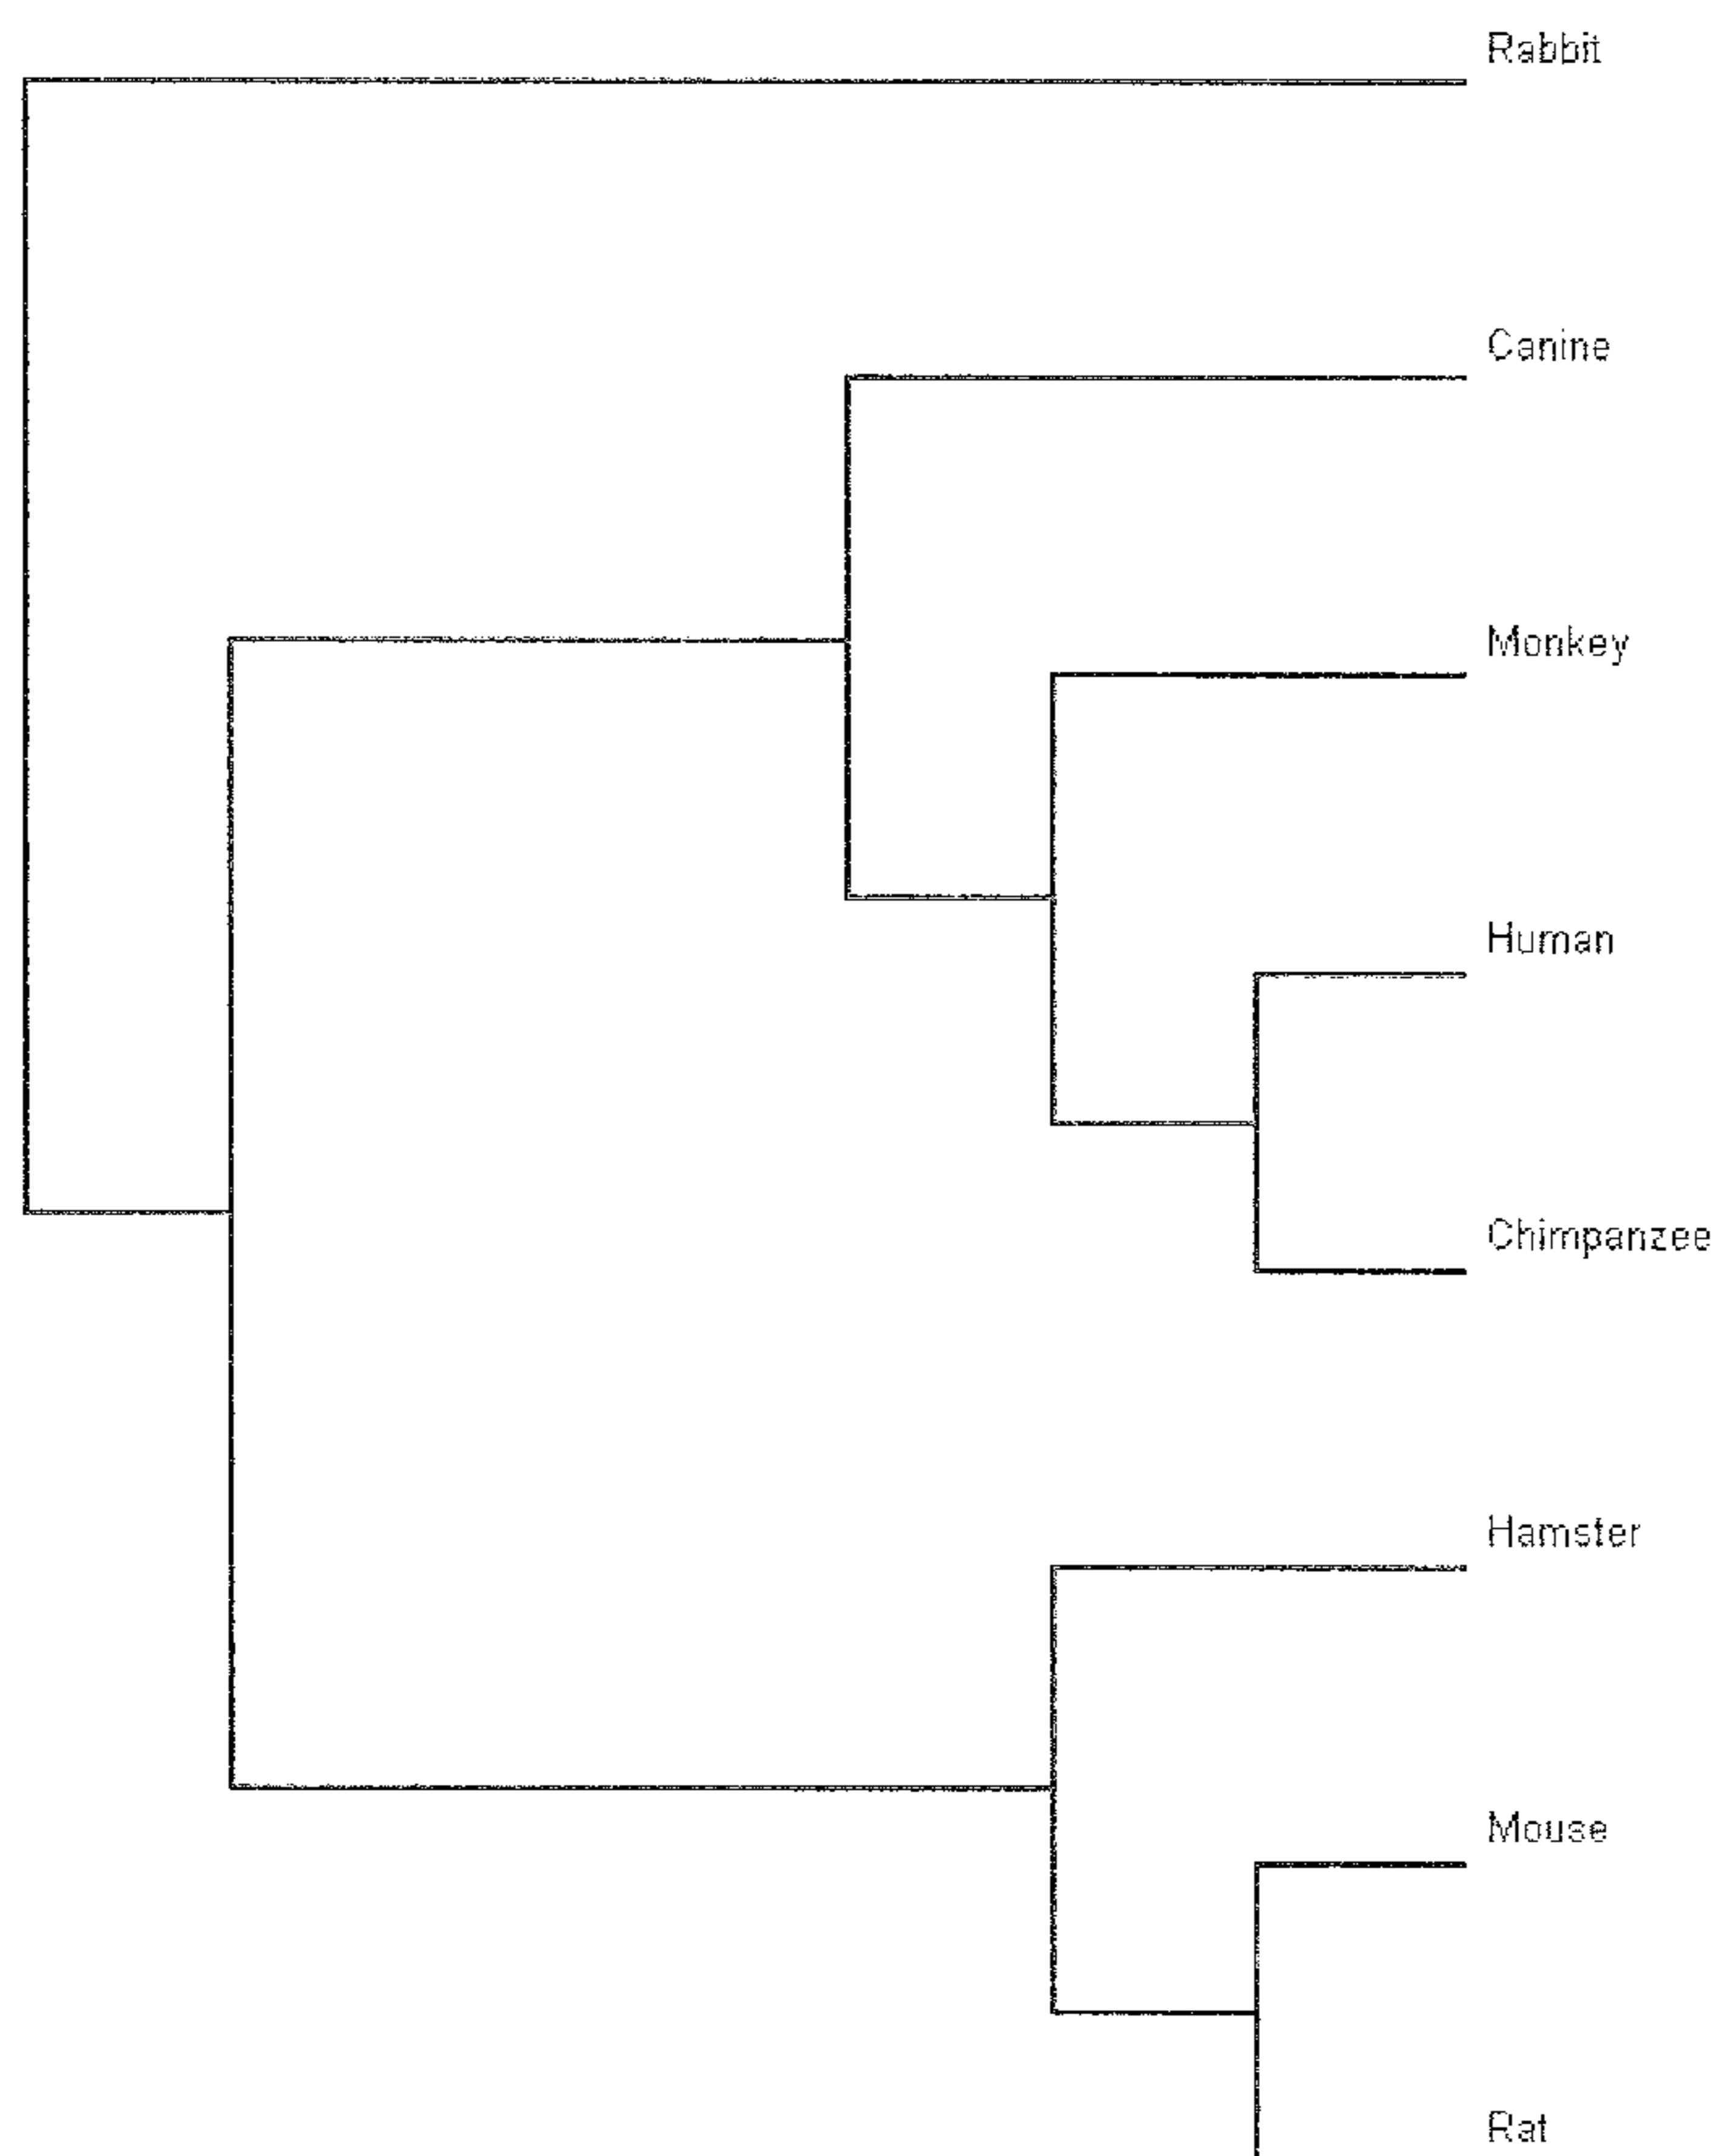 Rabbit
Canine
Monkey
Human
Chimpanzee
Hamster
Mouse
Rat